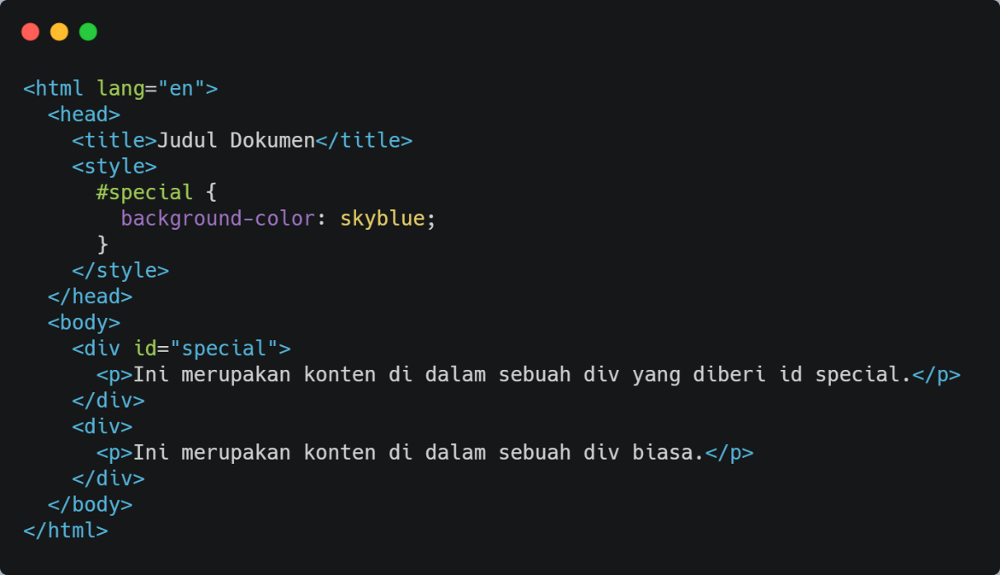 <html lang="en">
  <head>
    <title>Judul Dokumen</title>
    <style>
      #special {
        background-color: skyblue;
      }
    </style>
  </head>
  <body>
    <div id="special">
      <p>Ini merupakan konten di dalam sebuah div yang diberi id special.</p>
    </div>
    <div>
      <p>Ini merupakan konten di dalam sebuah div biasa.</p>
    </div>
  </body>
</html>